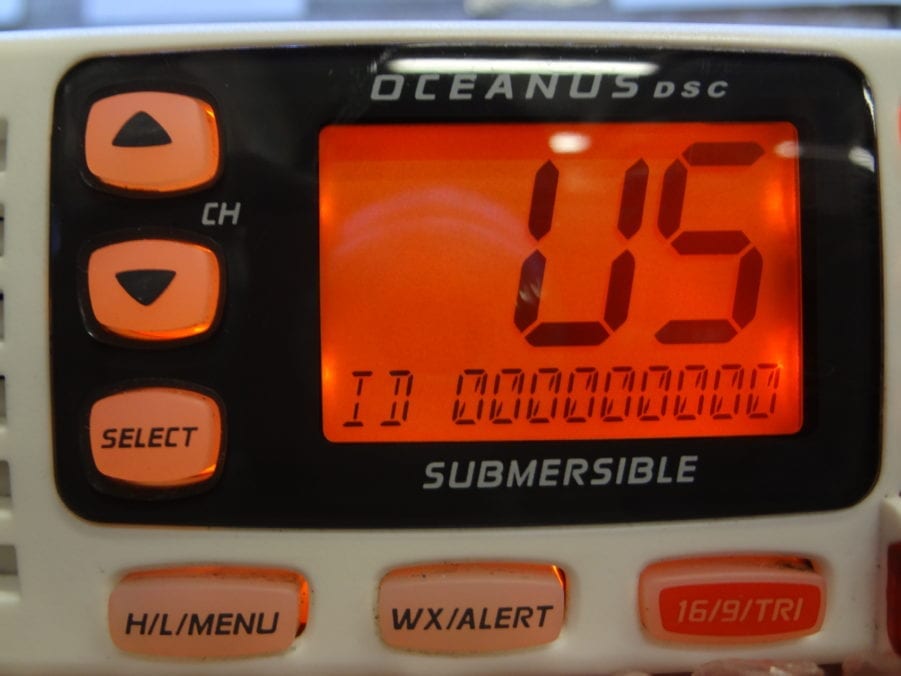 OCEANUS DSC
US
CH
ID 000000000
SELECT
SUBMERSIBLE
H/L/MENU
WX/ALERT
16/9/TRI